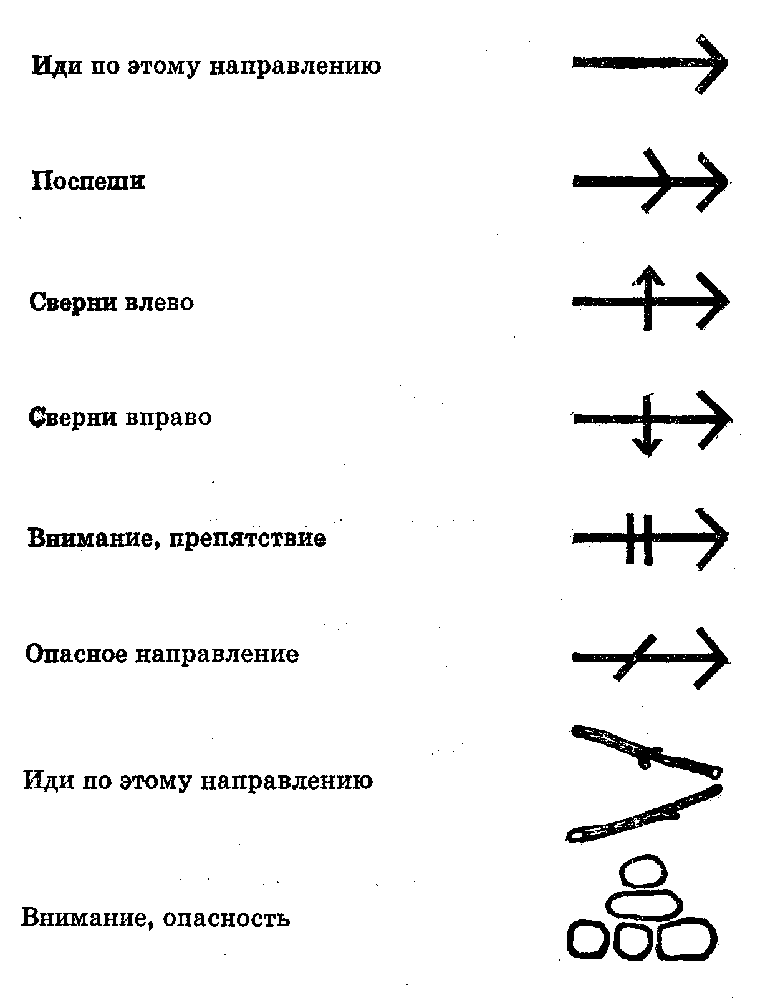 Иди по этому направлению
Поспеши
Сверни влево
Сверни вправо
Внимание, препятствие
Опасное направление
Иди по этому направлению
Внимание, опасность